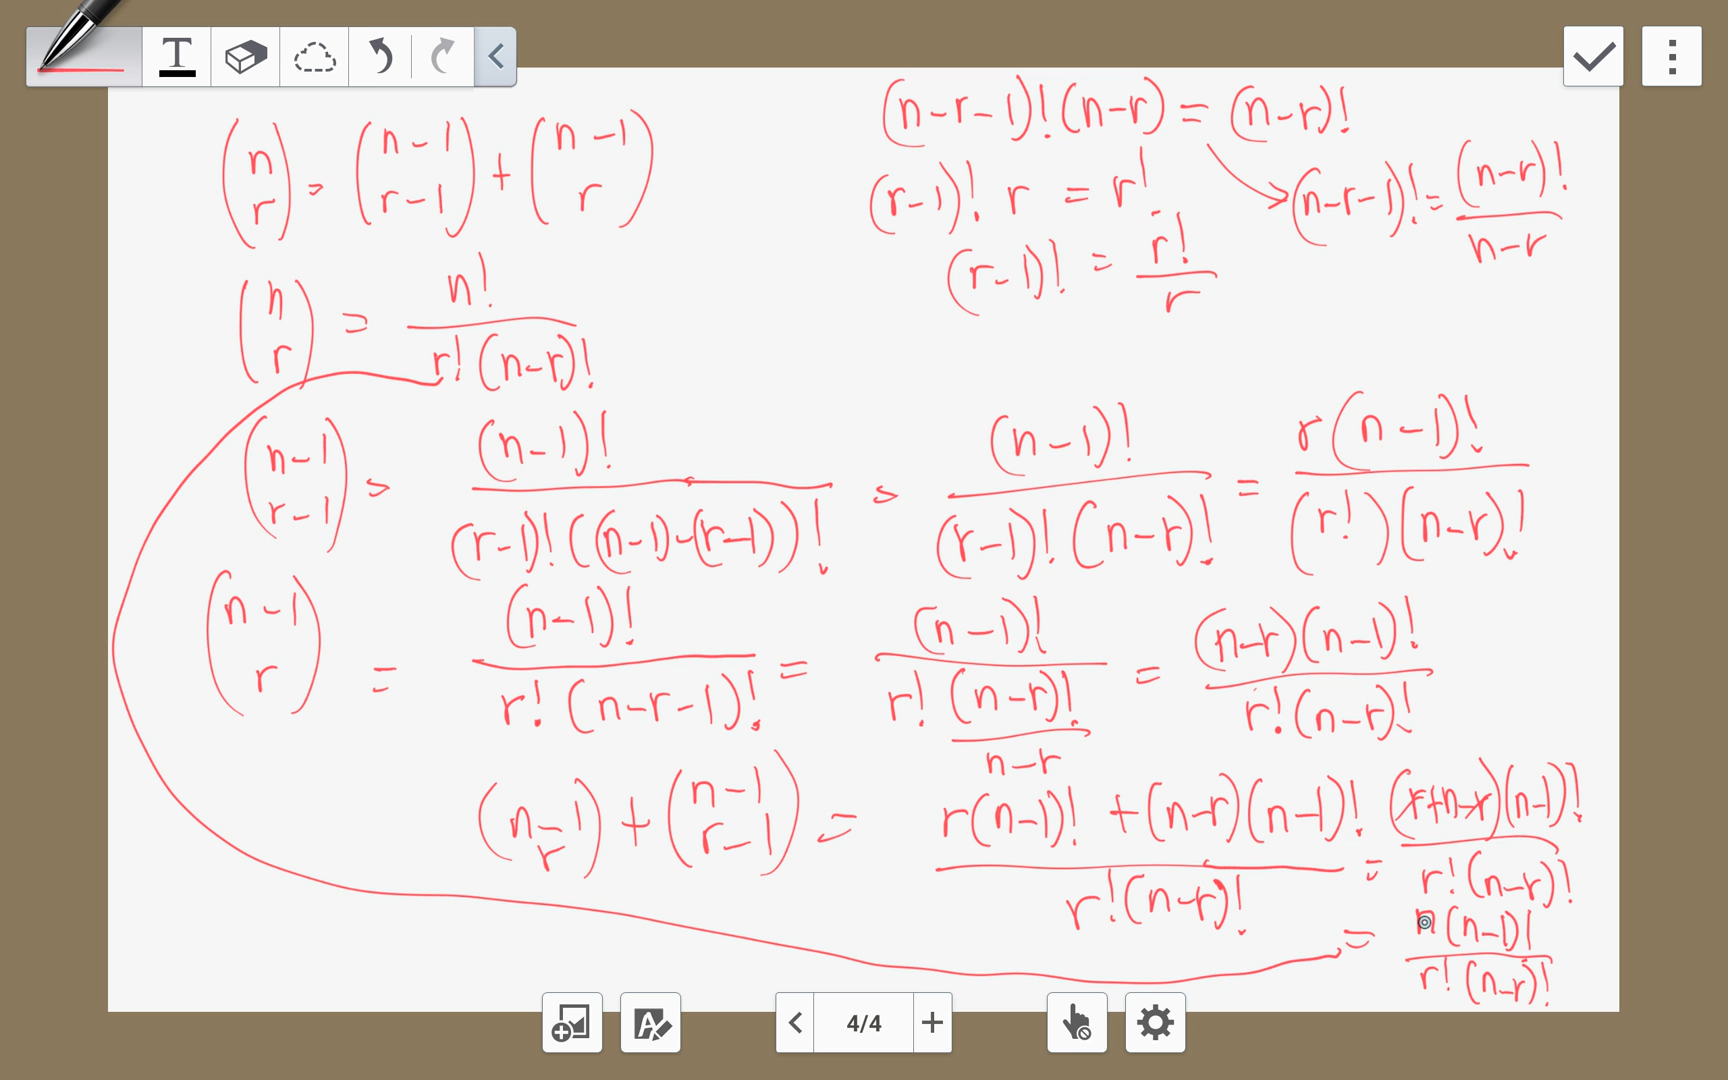 T
(n r) = (n-1 r-1) + (n-1 r)
(n-r-1)! (n-r) = (n-r)!
(r-1)! r = r!
(n-r-1)! = (n-r)! / n-r
(r-1)! = r! / r
(n r) = n! / r! (n-r)!
(n-1 r-1) = (n-1)! / (r-1)! ((n-1)-(r-1))! = (n-1)! / (r-1)! (n-r)! = r(n-1)! / (r!)(n-r)!
(n-1 r) = (n-1)! / r! (n-r-1)! = (n-1)! / r! (n-r)! / n-r = (n-r)(n-1)! / r! (n-r)!
(n-1 r) + (n-1 r-1) = r(n-1)! + (n-r)(n-1)! / r! (n-r)! = (r+n-r)(n-1)! / r! (n-r)!
= n(n-1)! / r! (n-r)!
A
4/4